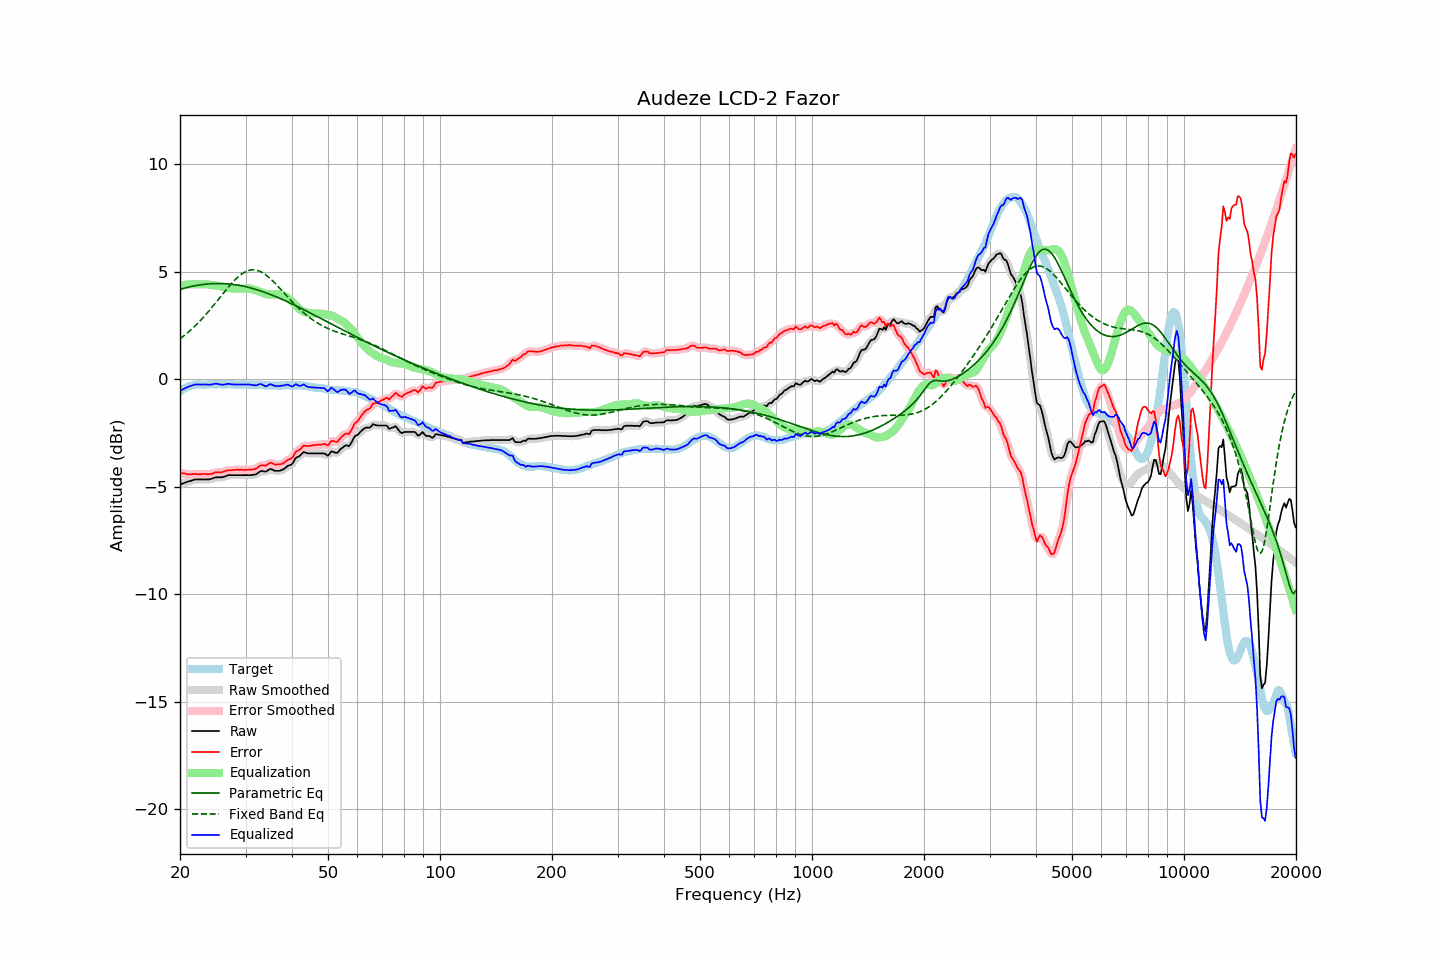 Audeze LCD-2 Fazor
Amplitude (dBr)
10
5
0
−5
−10
−15
−20
Target
Raw Smoothed
Error Smoothed
Raw
Error
Equalization
Parametric Eq
Fixed Band Eq
Equalized
20 50 100 200 500 1000 2000 5000 10000 20000
Frequency (Hz)